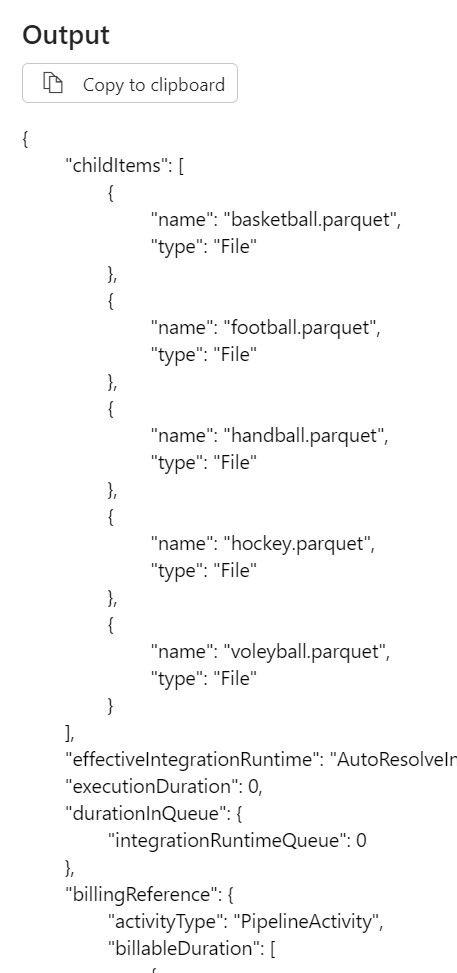 Output
Copy to clipboard
{
"childItems": [
{
"name": "basketball.parquet",
"type": "File"
},
{
"name": "football.parquet",
"type": "File"
},
{
"name": "handball.parquet",
"type": "File"
},
{
"name": "hockey.parquet",
"type": "File"
},
{
"name": "voleyball.parquet",
"type": "File"
}
],
"effectiveIntegrationRuntime": "AutoResolveIn
"executionDuration": 0,
"durationInQueue": {
"integrationRuntimeQueue": 0
},
"billingReference": {
"activityType": "PipelineActivity",
"billableDuration": [
{